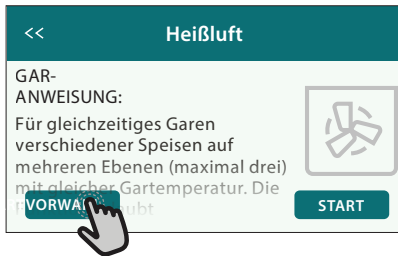 << Heißluft
GAR-
ANWEISUNG:
Für gleichzeitiges Garen
verschiedener Speisen auf
mehreren Ebenen (maximal drei)
mit gleicher Gartemperatur. Die
START